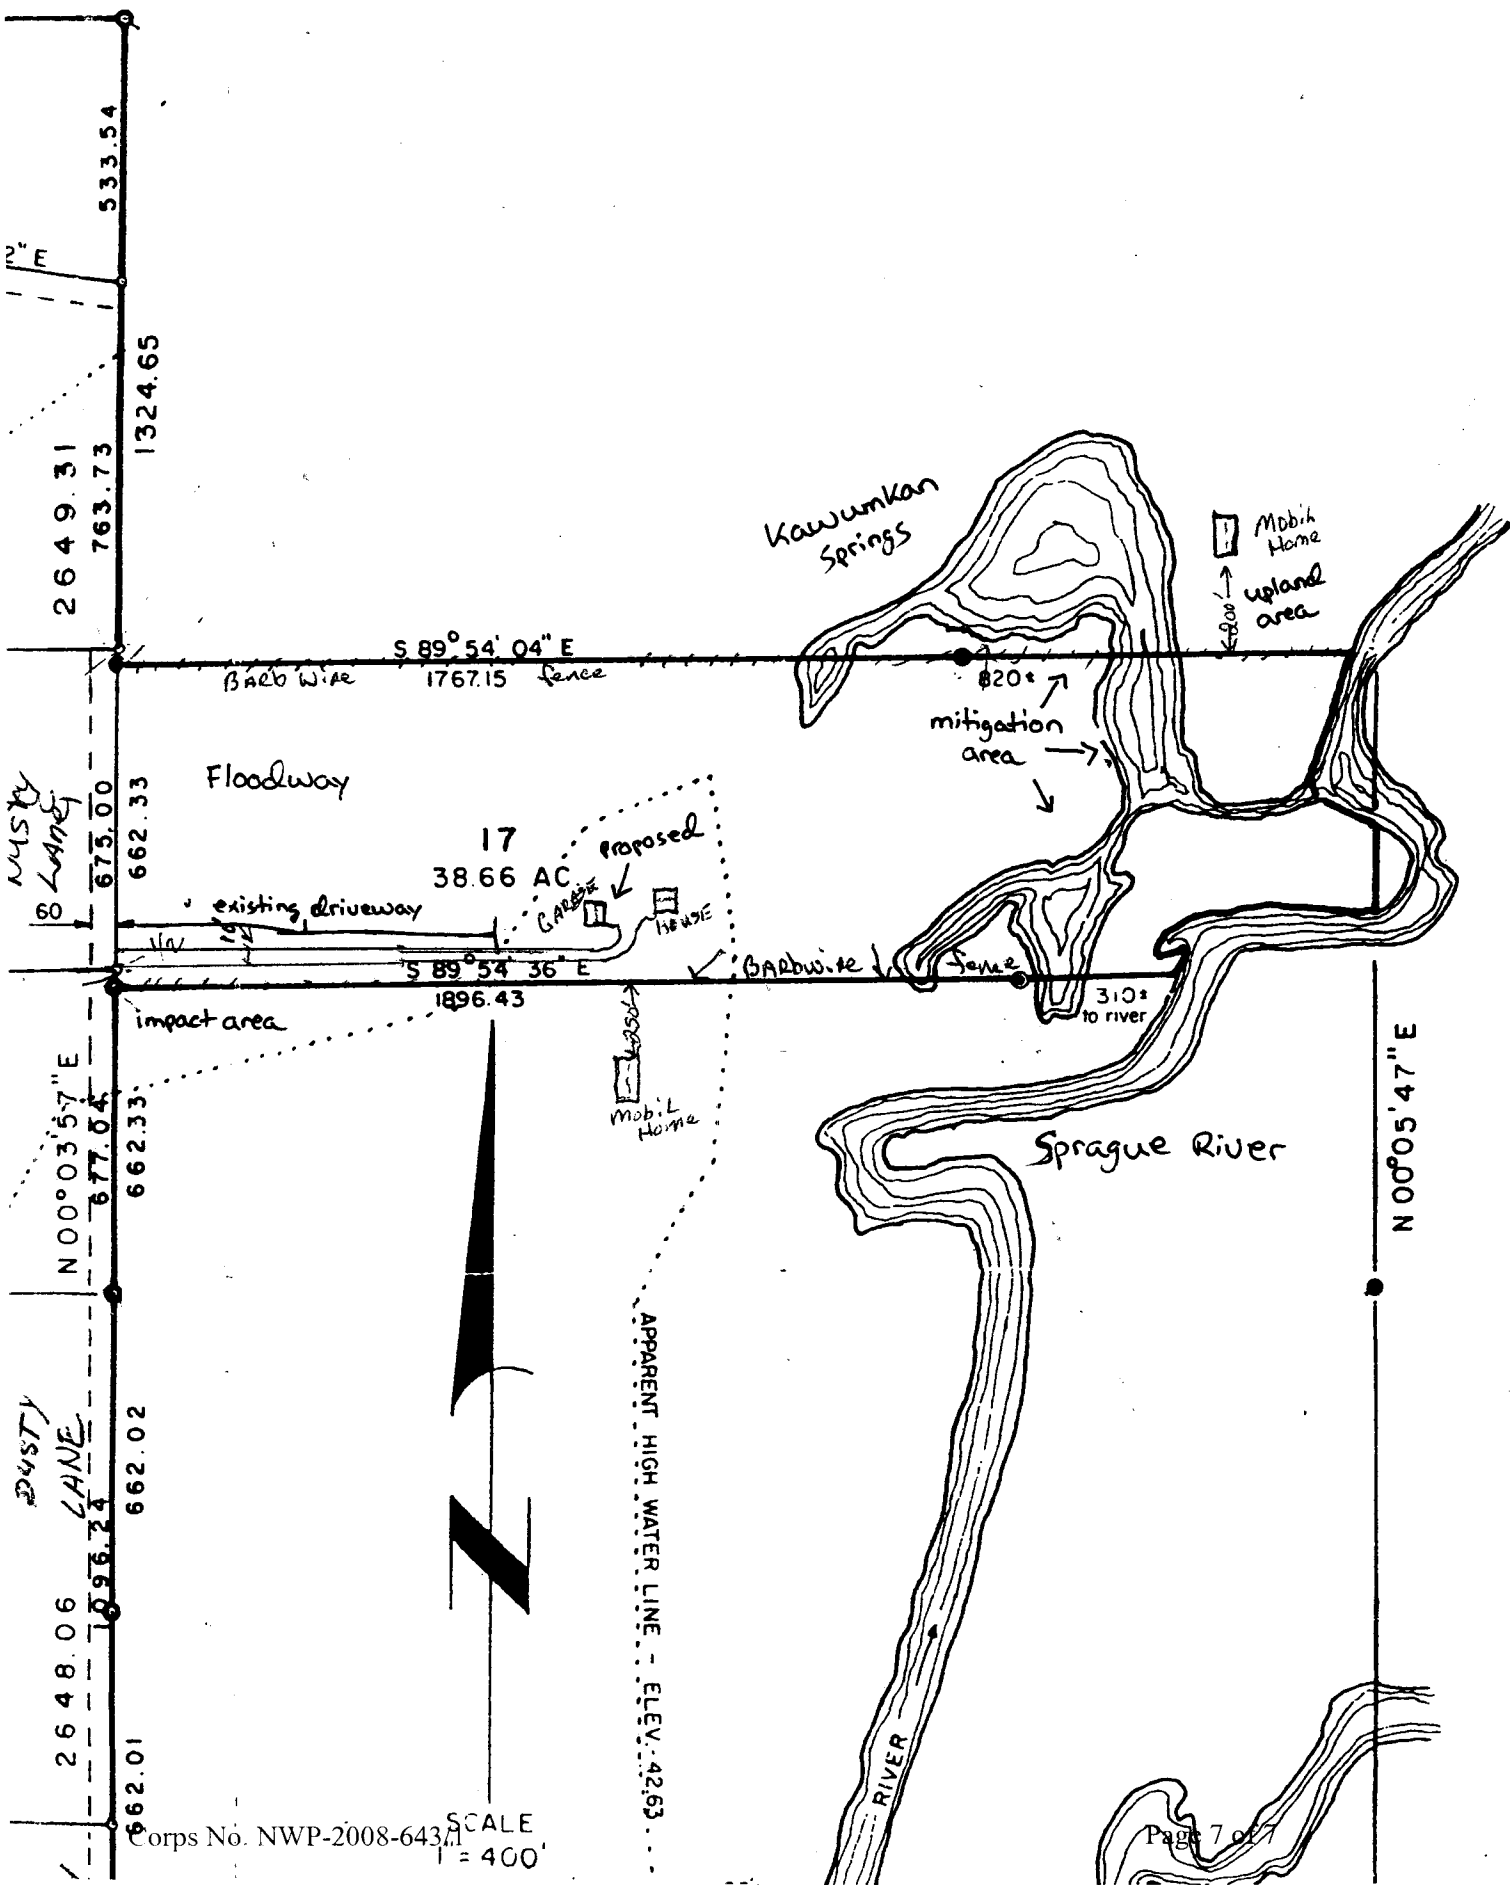 533.54
2"E
1324.65
2649.31
763.73
Kawumkan
Springs
Mobil
Home
200'
upland
area
S 89° 54' 04" E
BARb Wire
1767.15
fence
820±
mitigation
area
Floodway
LANE
675.00
662.33
17
38.66 AC.
Proposed
GARAGE
HOUSE
60
existing driveway
S 89° 54' 36" E
1896.43
BARbwire
fence
310±
to river
impact area
250'
Mobil
Home
N00°03'57"E
677.04
662.33
Sprague River
N 00°05'47"E
APPARENT HIGH WATER LINE - ELEV. 42.63
DUSTY
LANE
662.02
1096.24
2648.06
662.01
N
RIVER
SCALE
1" = 400'
Corps No. NWP-2008-643/1
Page 7 of 7